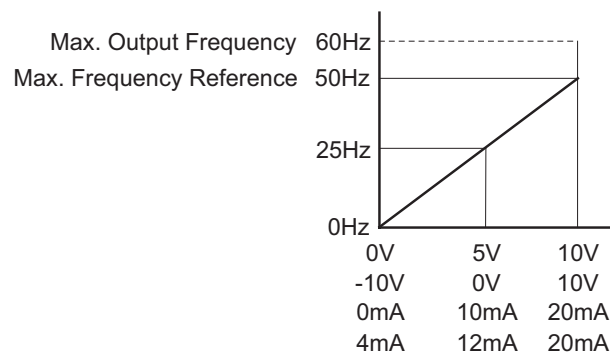 Max. Output Frequency 60Hz
Max. Frequency Reference 50Hz
25Hz
0Hz
0V 5V 10V
-10V 0V 10V
0mA 10mA 20mA
4mA 12mA 20mA